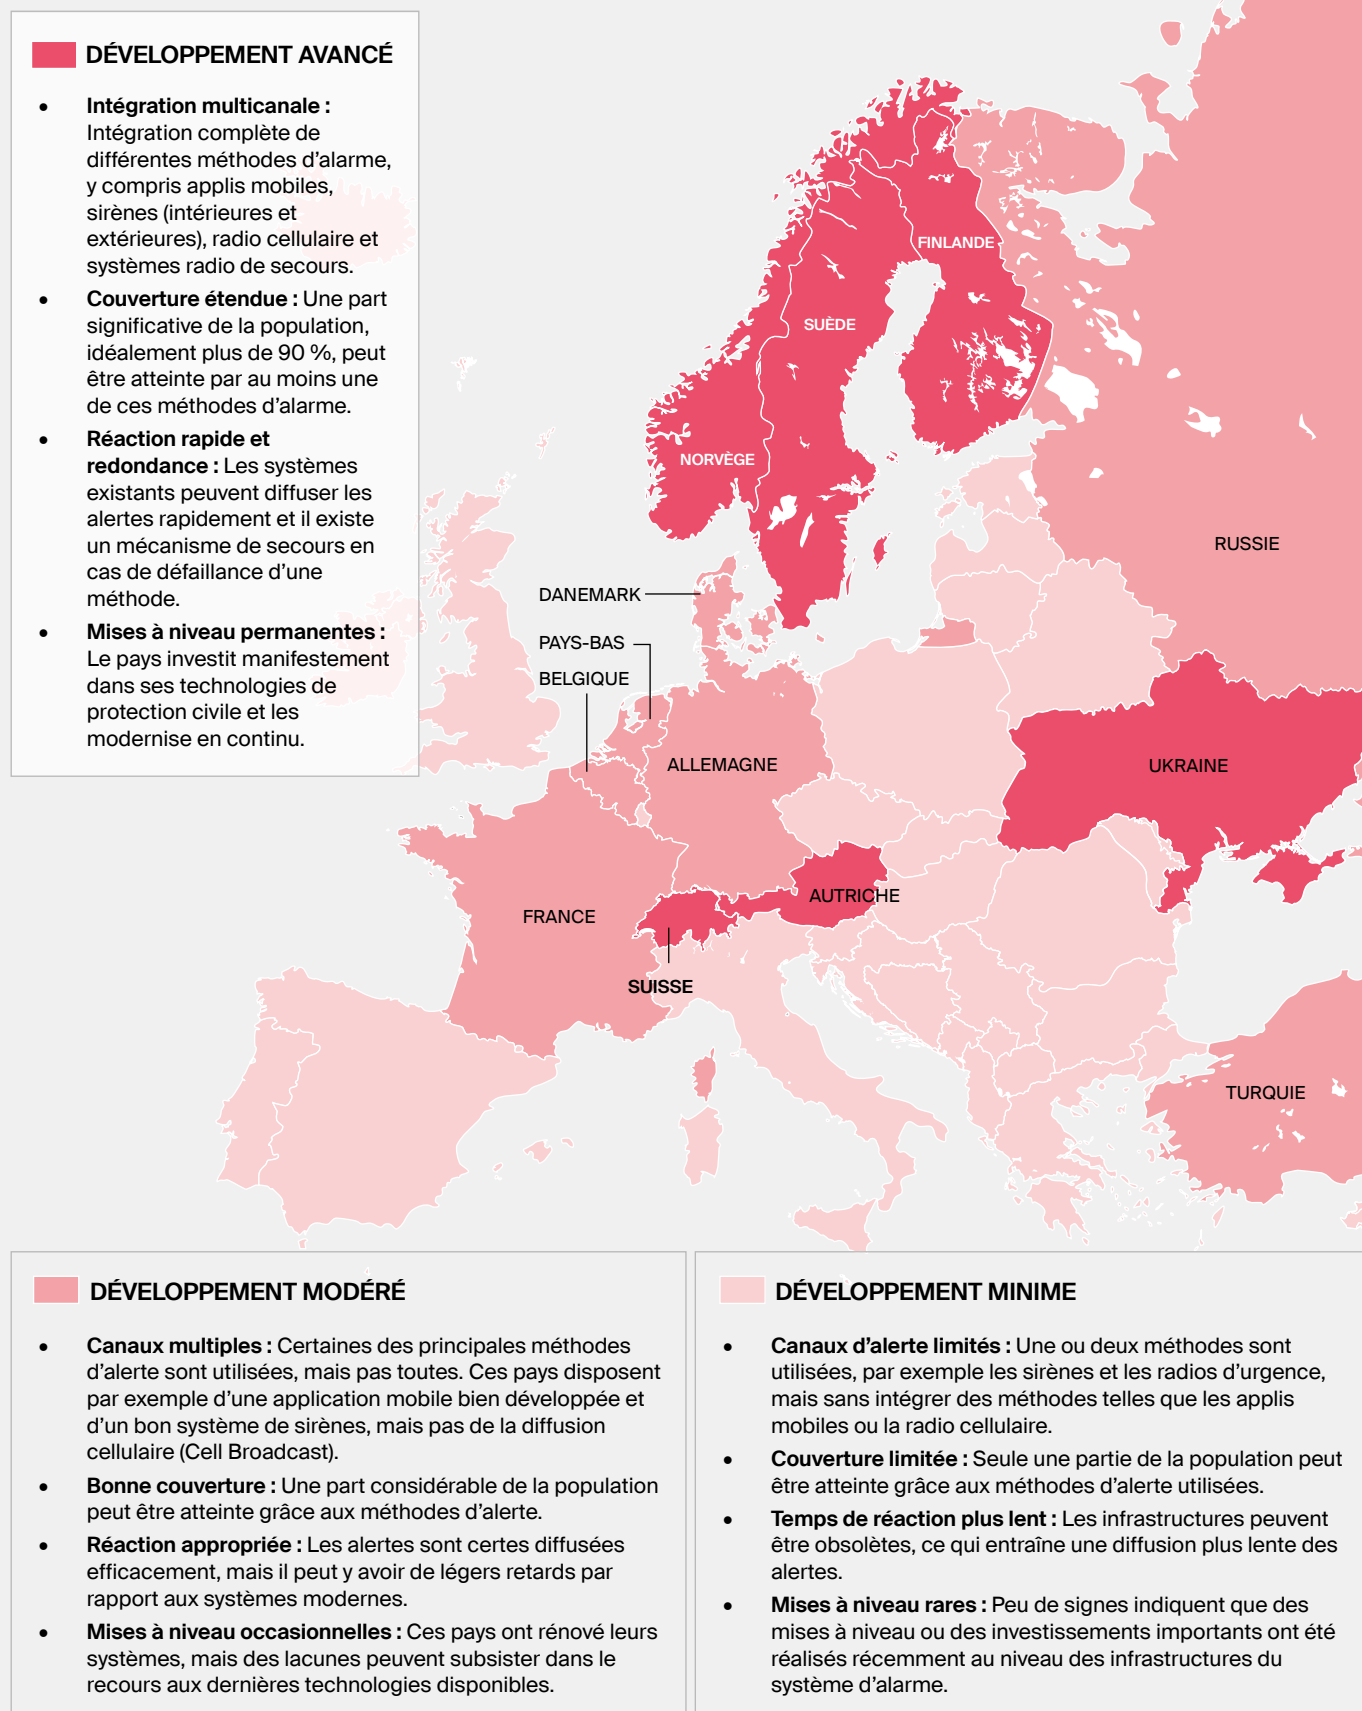 DÉVELOPPEMENT AVANCÉ
• Intégration multicanale :
Intégration complète de
différentes méthodes d’alarme,
y compris applis mobiles,
sirènes (intérieures et
extérieures), radio cellulaire et
systèmes radio de secours.
• Couverture étendue : Une part
significative de la population,
idéalement plus de 90 %, peut
être atteinte par au moins une
de ces méthodes d’alarme.
• Réaction rapide et
redondance : Les systèmes
existants peuvent diffuser les
alertes rapidement et il existe
un mécanisme de secours en
cas de défaillance d’une
méthode.
• Mises à niveau permanentes :
Le pays investit manifestement
dans ses technologies de
protection civile et les
modernise en continu.
FINLANDE
SUÈDE
NORVÈGE
RUSSIE
DANEMARK
PAYS-BAS
BELGIQUE
ALLEMAGNE
UKRAINE
AUTRICHE
FRANCE
SUISSE
TURQUIE
DÉVELOPPEMENT MODÉRÉ
• Canaux multiples : Certaines des principales méthodes
d’alerte sont utilisées, mais pas toutes. Ces pays disposent
par exemple d’une application mobile bien développée et
d’un bon système de sirènes, mais pas de la diffusion
cellulaire (Cell Broadcast).
• Bonne couverture : Une part considérable de la population
peut être atteinte grâce aux méthodes d’alerte.
• Réaction appropriée : Les alertes sont certes diffusées
efficacement, mais il peut y avoir de légers retards par
rapport aux systèmes modernes.
• Mises à niveau occasionnelles : Ces pays ont rénové leurs
systèmes, mais des lacunes peuvent subsister dans le
recours aux dernières technologies disponibles.
DÉVELOPPEMENT MINIME
• Canaux d’alerte limités : Une ou deux méthodes sont
utilisées, par exemple les sirènes et les radios d’urgence,
mais sans intégrer des méthodes telles que les applis
mobiles ou la radio cellulaire.
• Couverture limitée : Seule une partie de la population peut
être atteinte grâce aux méthodes d’alerte utilisées.
• Temps de réaction plus lent : Les infrastructures peuvent
être obsolètes, ce qui entraîne une diffusion plus lente des
alertes.
• Mises à niveau rares : Peu de signes indiquent que des
mises à niveau ou des investissements importants ont été
réalisés récemment au niveau des infrastructures du
système d’alarme.